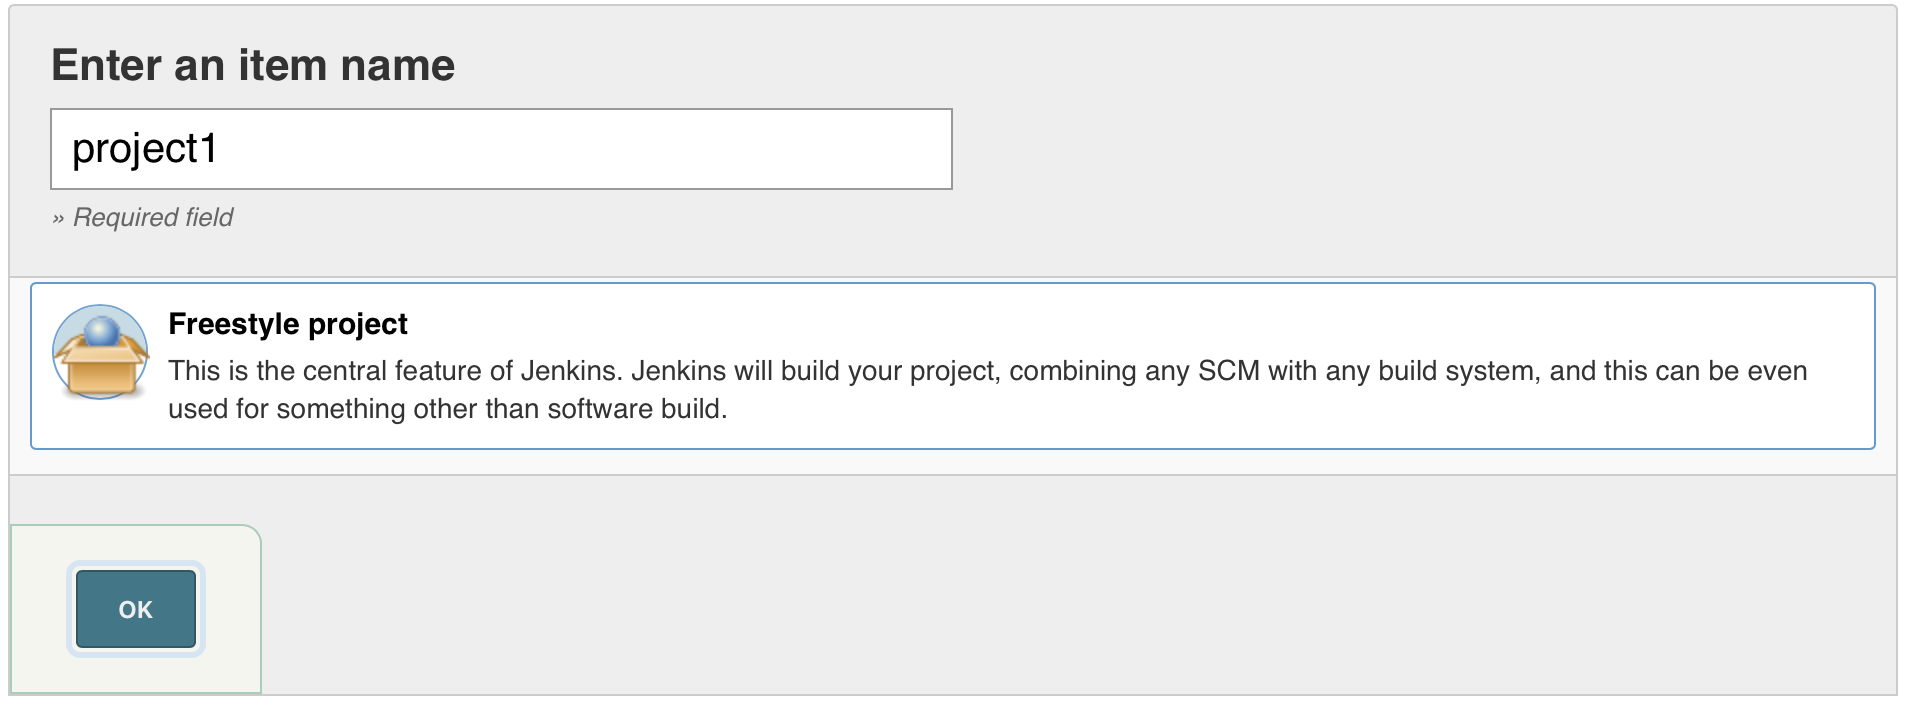 Enter an item name
project1
» Required field
Freestyle project
This is the central feature of Jenkins. Jenkins will build your project, combining any SCM with any build system, and this can be even
used for something other than software build.
OK